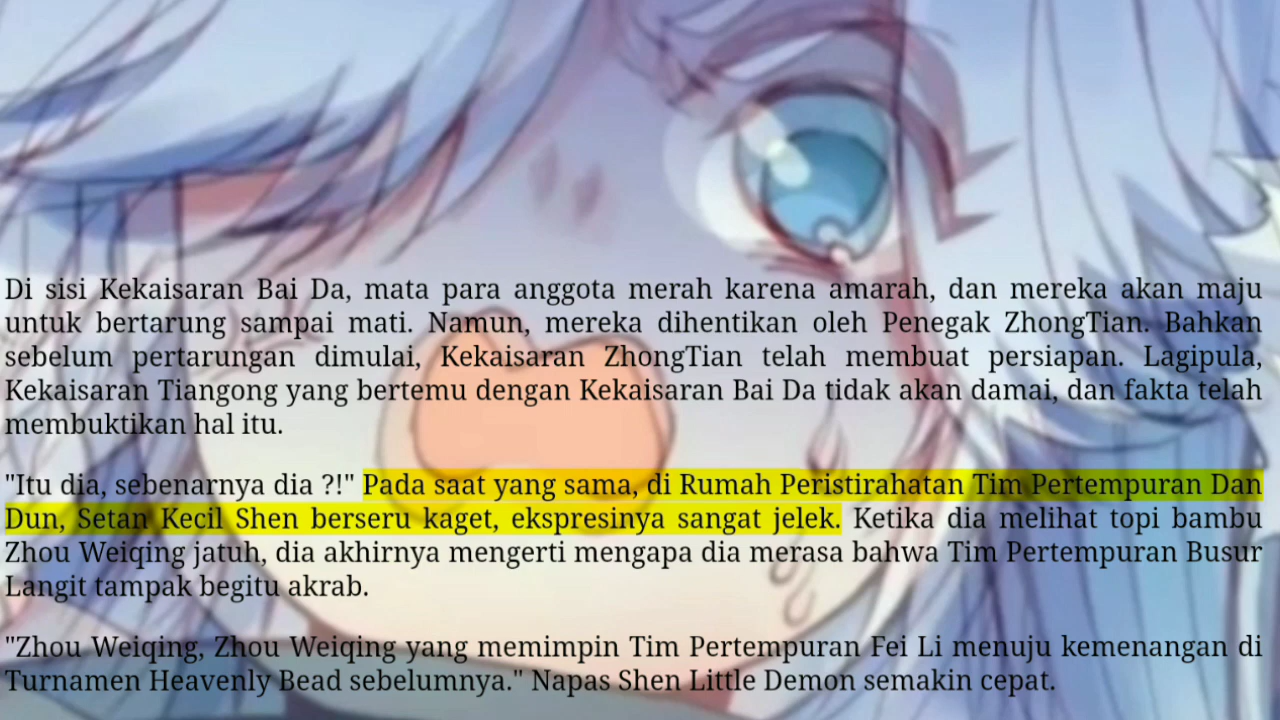 Di sisi Kekaisaran Bai Da, mata para anggota merah karena amarah, dan mereka akan maju
untuk bertarung sampai mati. Namun, mereka dihentikan oleh Penegak ZhongTian. Bahkan
sebelum pertarungan dimulai, Kekaisaran ZhongTian telah membuat persiapan. Lagipula,
Kekaisaran Tiangong yang bertemu dengan Kekaisaran Bai Da tidak akan damai, dan fakta telah
membuktikan hal itu.
"Itu dia, sebenarnya dia ?!" Pada saat yang sama, di Rumah Peristirahatan Tim Pertempuran Dan
Dun, Setan Kecil Shen berseru kaget, ekspresinya sangat jelek. Ketika dia melihat topi bambu
Zhou Weiqing jatuh, dia akhirnya mengerti mengapa dia merasa bahwa Tim Pertempuran Busur
Langit tampak begitu akrab.
"Zhou Weiqing, Zhou Weiqing yang memimpin Tim Pertempuran Fei Li menuju kemenangan di
Turnamen Heavenly Bead sebelumnya." Napas Shen Little Demon semakin cepat.